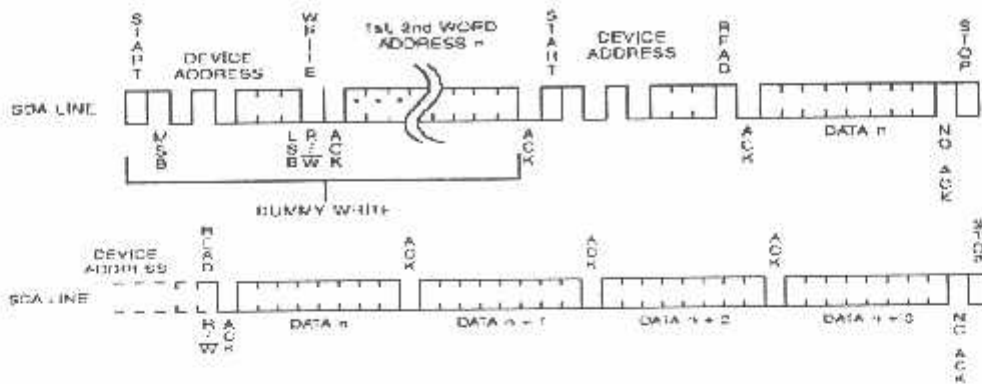 START
DEVICE ADDRESS
WRITE
1st, 2nd WORD
ADDRESS n
START
DEVICE
ADDRESS
READ
STOP
SDA LINE
MSB
LSB
R/W
ACK
ACK
ACK
DATA n
NO ACK
DUMMY WRITE
DEVICE
ADDRESS
READ
ACK
ACK
ACK
STOP
SDA LINE
R/W
ACK
DATA n
DATA n + 1
DATA n + 2
DATA n + 3
NO ACK